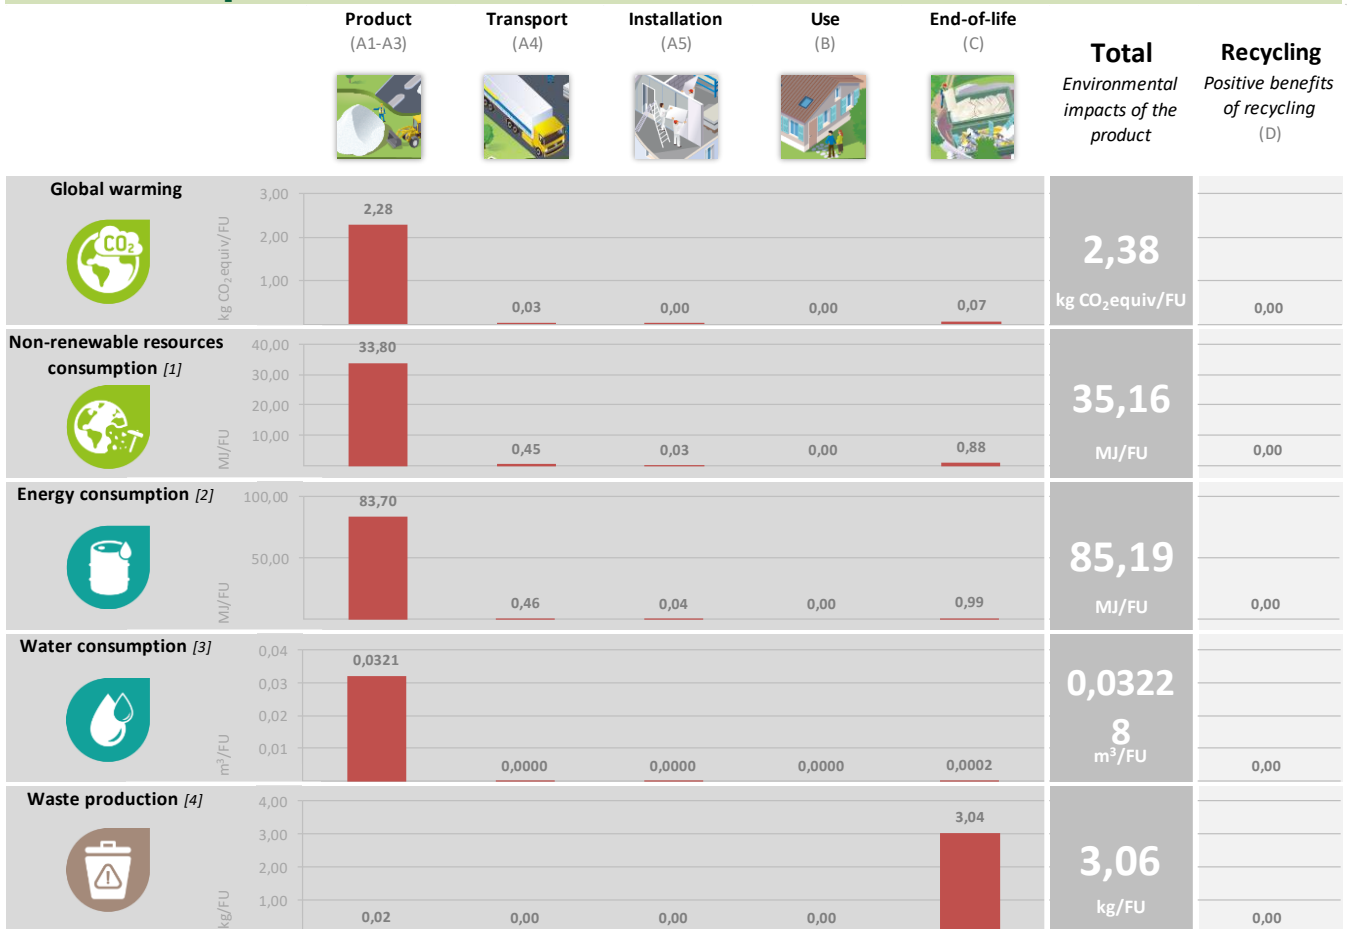 Product
(A1-A3)
Transport
(A4)
Installation
(A5)
Use
(B)
End-of-life
(C)
Total
Environmental
impacts of the
product
Recycling
Positive benefits
of recycling
(D)
Global warming
CO2
kg CO2equiv/FU
3,00
2,00
1,00
2,28
0,03
0,00
0,00
0,07
2,38
kg CO2equiv/FU
0,00
Non-renewable resources
consumption [1]
MJ/FU
40,00
30,00
20,00
10,00
33,80
0,45
0,03
0,00
0,88
35,16
MJ/FU
0,00
Energy consumption [2]
MJ/FU
100,00
50,00
83,70
0,46
0,04
0,00
0,99
85,19
MJ/FU
0,00
Water consumption [3]
m³/FU
0,04
0,03
0,02
0,01
0,0321
0,0000
0,0000
0,0000
0,0002
0,0322
8
m³/FU
0,00
Waste production [4]
kg/FU
4,00
3,00
2,00
1,00
0,02
0,00
0,00
0,00
3,04
3,06
kg/FU
0,00